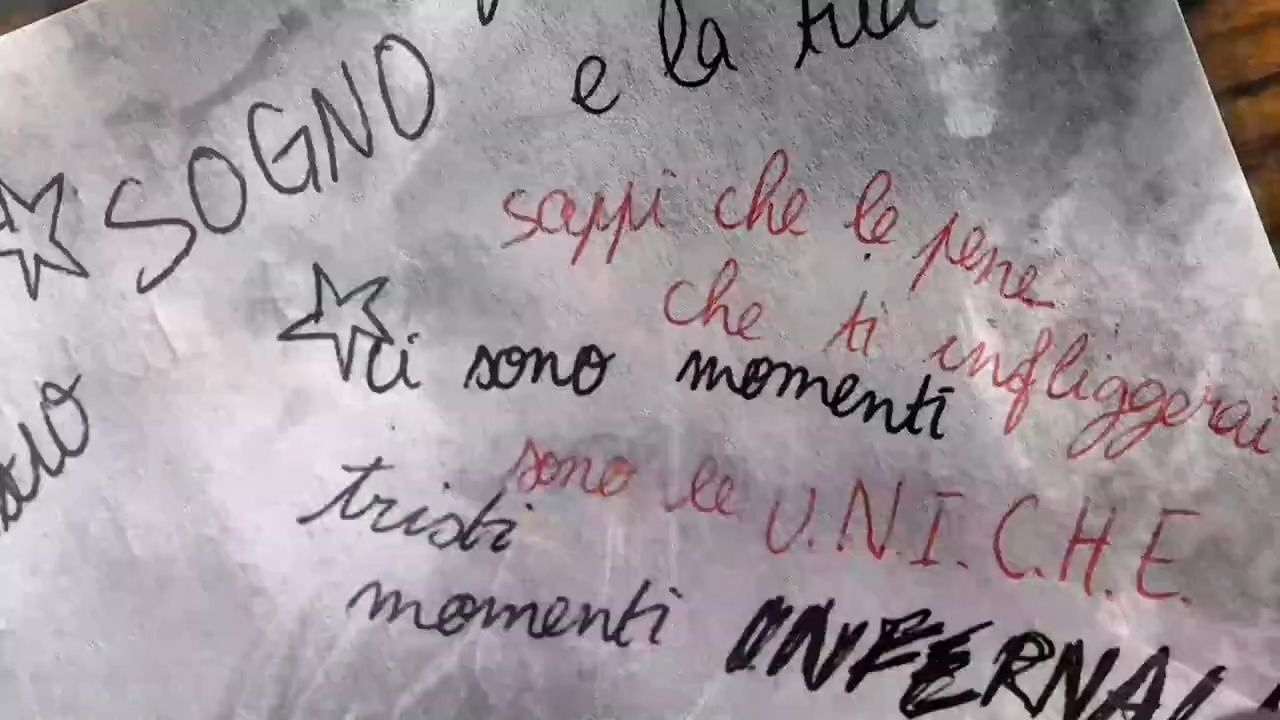 e la tua
SOGNO
sappi che le pene
che ti infliggerai
ci sono momenti
sono le U.N.I.C.H.E.
tristi
momenti INFERNAL